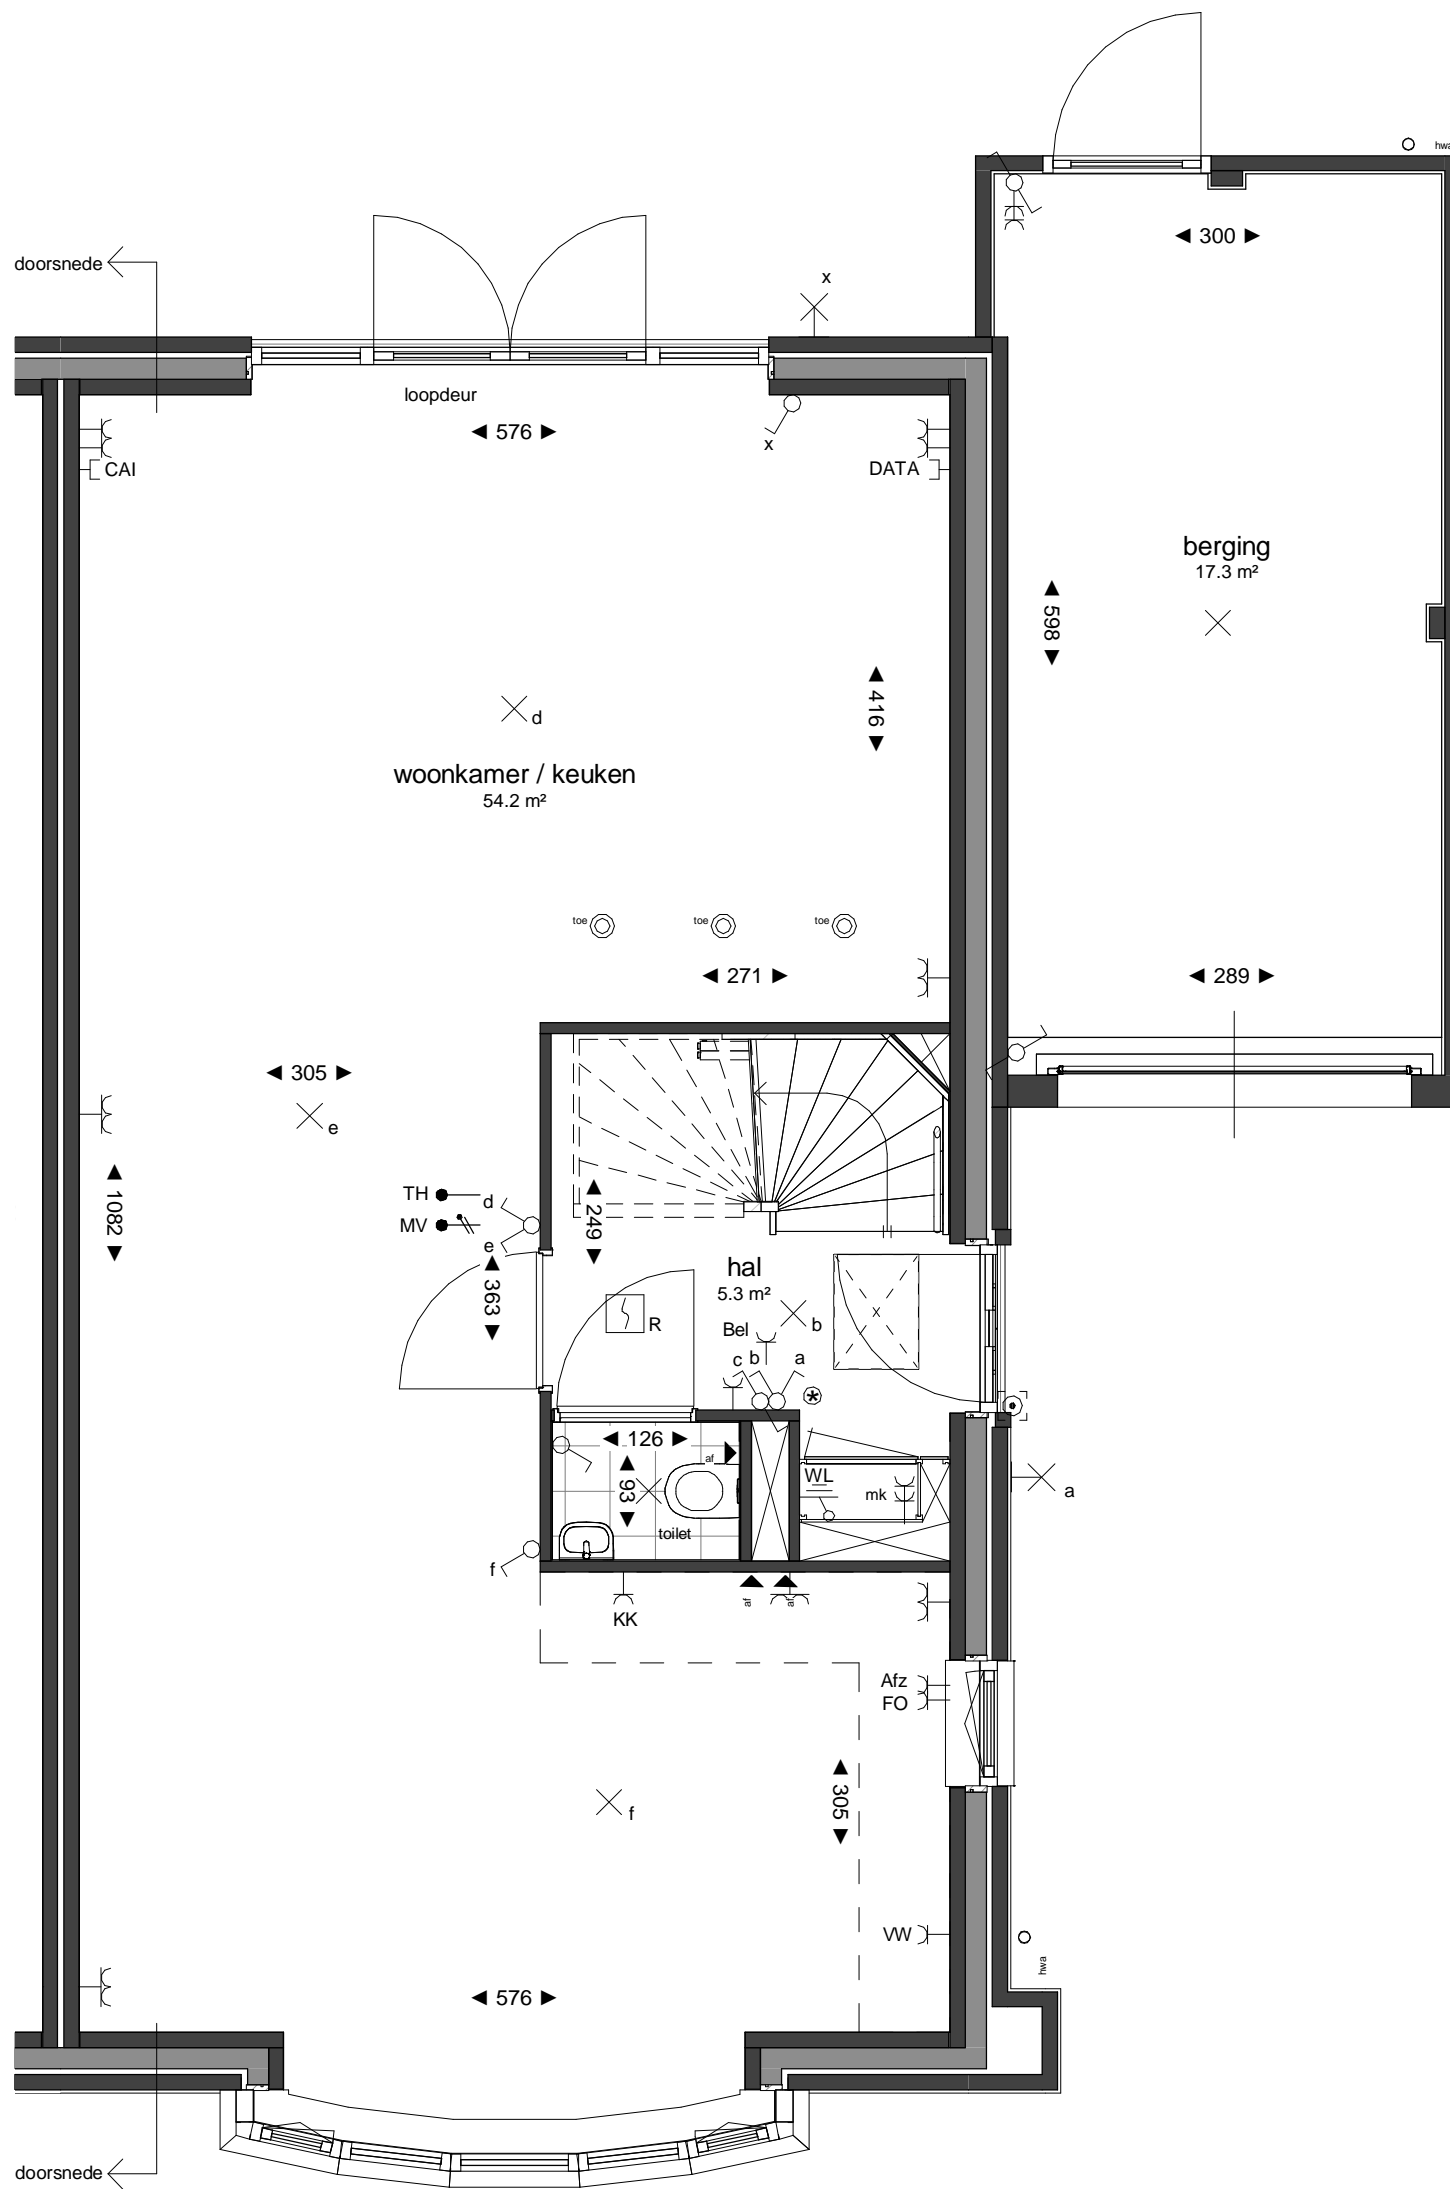 hwa
◄ 300 ►
doorsnede
x
loopdeur
◄ 576 ►
x
CAI
DATA
berging
17.3 m²
◄ 598 ►
◄ 416 ►
d
woonkamer / keuken
54.2 m²
toe
toe
toe
◄ 271 ►
◄ 289 ►
◄ 305 ►
e
◄ 1082 ►
TH
d
MV
e
◄ 249 ►
◄ 363 ►
hal
5.3 m²
R
Bel
b
c b a
*
◄ 126 ►
af
◄ 93 ►
WL
mk
a
toilet
f
KK
af
af
Afz
FO
◄ 305 ►
f
VW
hwa
◄ 576 ►
doorsnede